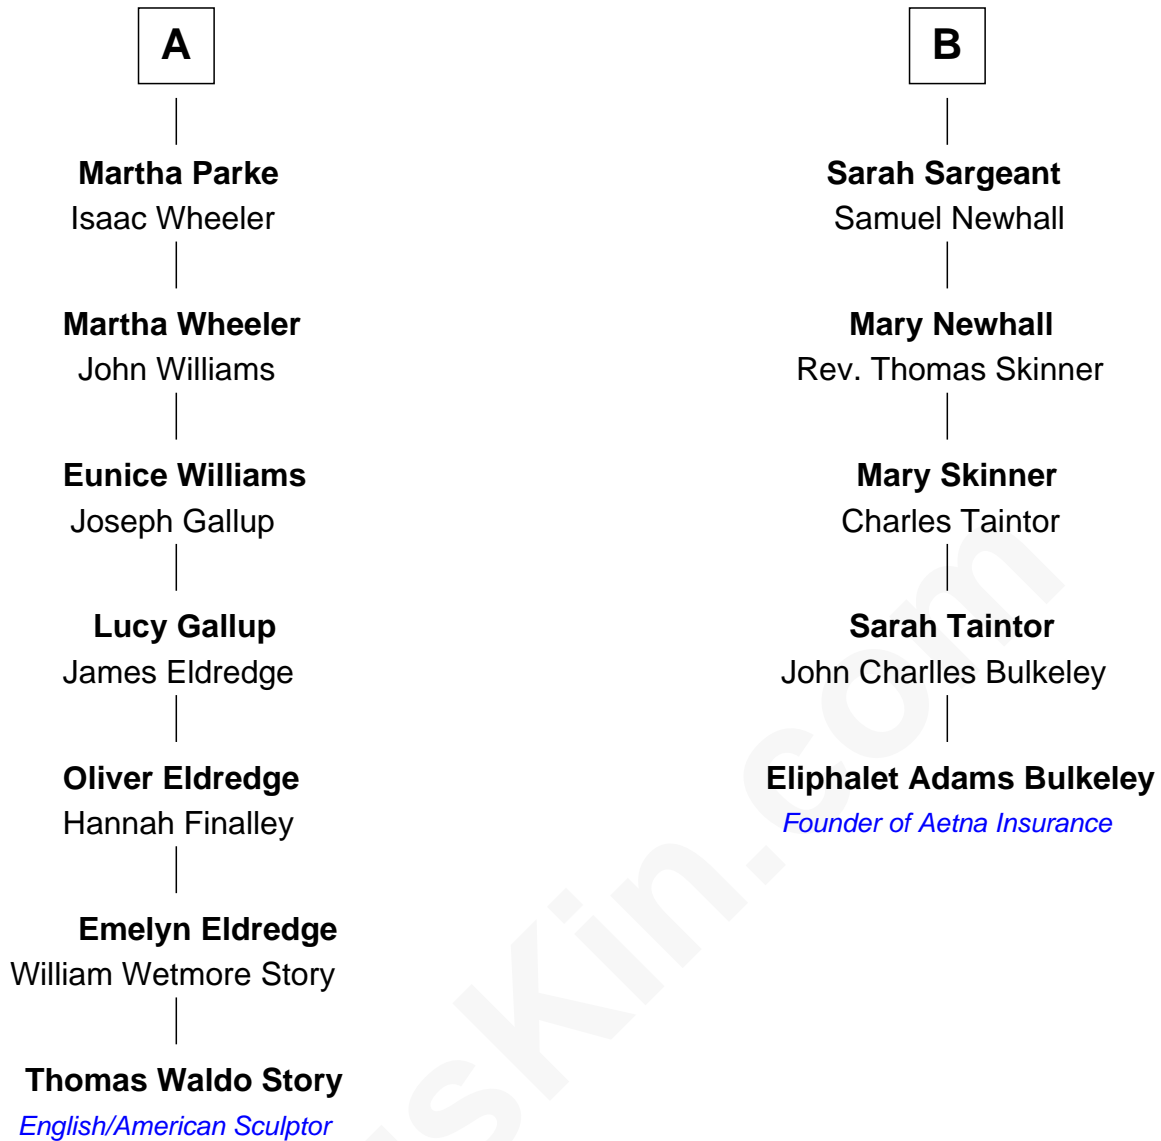 A
Martha Parke
Isaac Wheeler
Martha Wheeler
John Williams
Eunice Williams
Joseph Gallup
Lucy Gallup
James Eldredge
Oliver Eldredge
Hannah Finalley
Emelyn Eldredge
William Wetmore Story
Thomas Waldo Story
English/American Sculptor
B
Sarah Sargeant
Samuel Newhall
Mary Newhall
Rev. Thomas Skinner
Mary Skinner
Charles Taintor
Sarah Taintor
John Charlles Bulkeley
Eliphalet Adams Bulkeley
Founder of Aetna Insurance